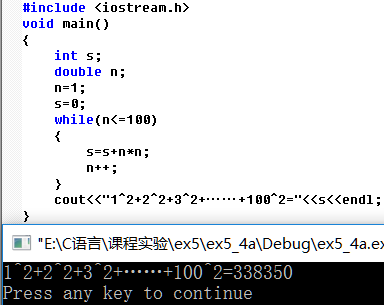 #include <iostream.h>
void main()
{
    int s;
    double n;
    n=1;
    s=0;
    while(n<=100)
    {
        s=s+n*n;
        n++;
    }
    cout<<"1^2+2^2+3^2+……+100^2="<<s<<endl;
}
"E:\C语言\课程实验\ex5\ex5_4a\Debug\ex5_4a.ex
1^2+2^2+3^2+……+100^2=338350
Press any key to continue